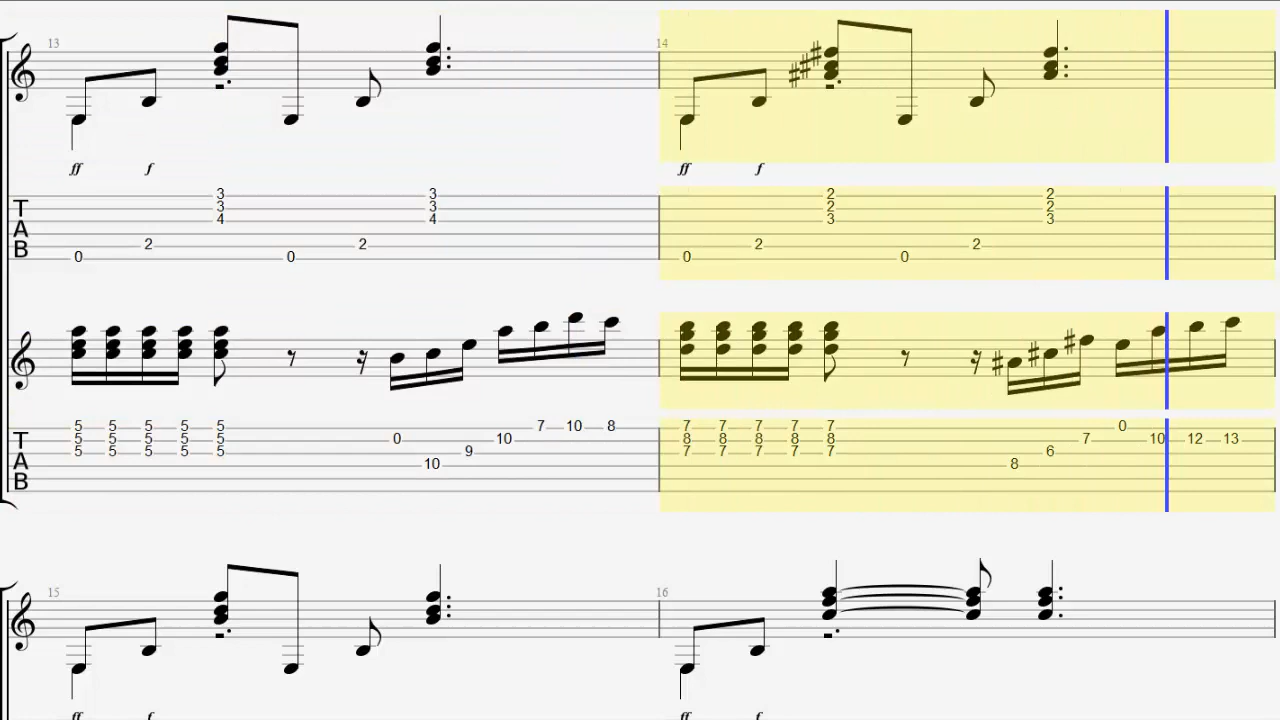 13 14
ff f ff f
3 3 2 2
T 3 3 2 2
A 4 4 3 3
B 2 2 2 2
0 0 0 0
5 5 5 5 5 7 10 8 7 7 7 7 7 0
T 5 5 5 5 5 0 10 8 8 8 8 8 7 10 12 13
5 5 5 5 5 9 7 7 7 7 7 6
A 10 8
B
15 16
ff f ff f